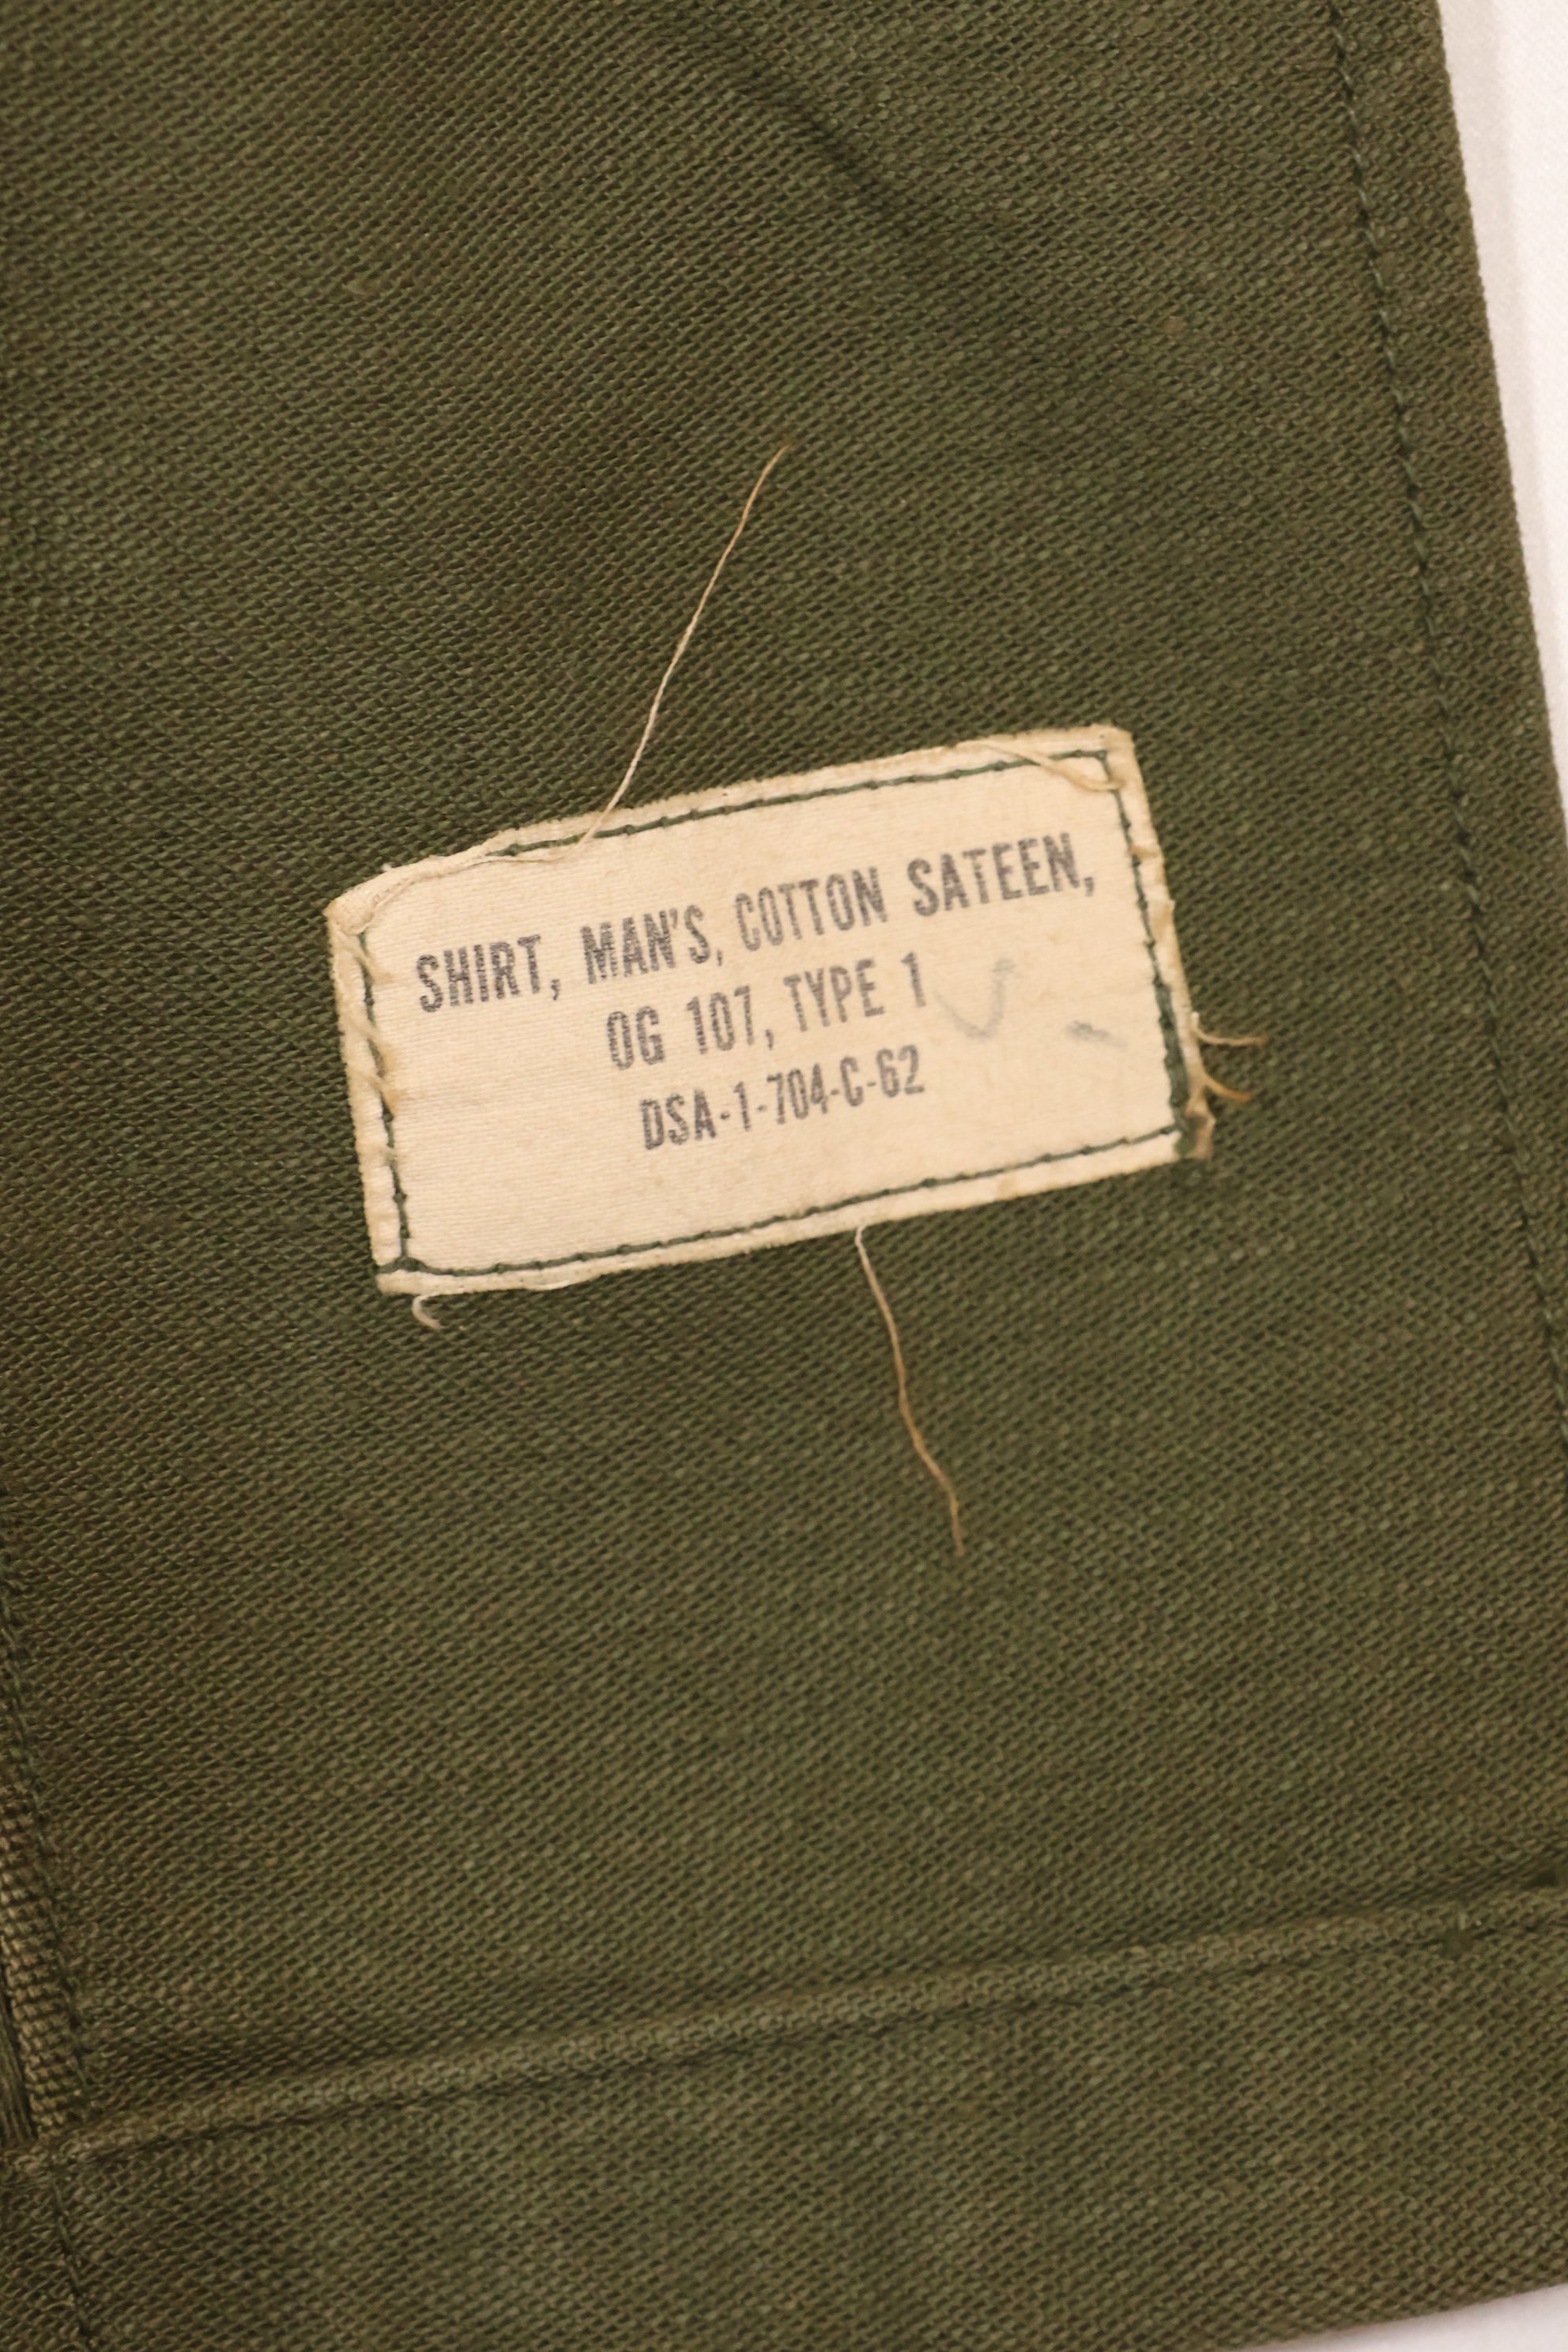 SHIRT, MAN'S, COTTON SATEEN,
OG 107, TYPE 1
DSA-1-704-C-62